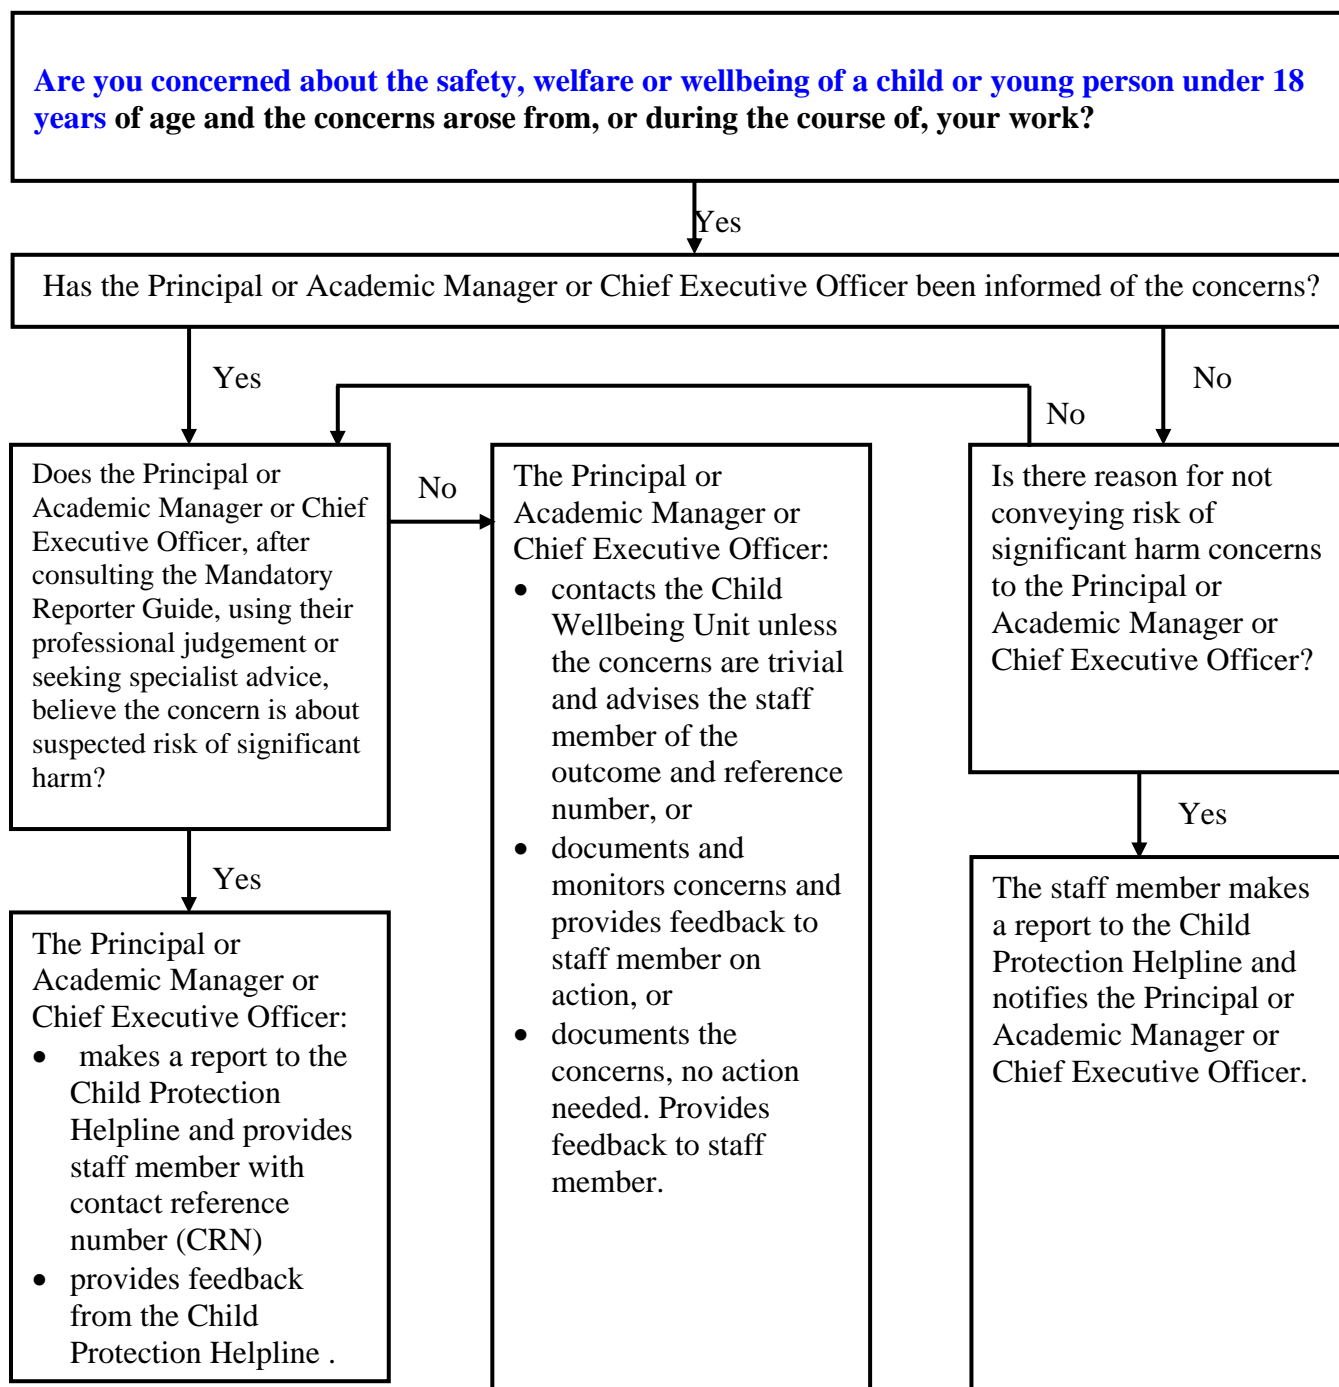 Are you concerned about the safety, welfare or wellbeing of a child or young person under 18
years of age and the concerns arose from, or during the course of, your work?
Yes
Has the Principal or Academic Manager or Chief Executive Officer been informed of the concerns?
Yes
No
No
Does the Principal or
Academic Manager or Chief
Executive Officer, after
consulting the Mandatory
Reporter Guide, using their
professional judgement or
seeking specialist advice,
believe the concern is about
suspected risk of significant
harm?
No
The Principal or
Academic Manager or
Chief Executive Officer:
• contacts the Child
Wellbeing Unit unless
the concerns are trivial
and advises the staff
member of the
outcome and reference
number, or
• documents and
monitors concerns and
provides feedback to
staff member on
action, or
• documents the
concerns, no action
needed. Provides
feedback to staff
member.
Is there reason for not
conveying risk of
significant harm concerns
to the Principal or
Academic Manager or
Chief Executive Officer?
Yes
Yes
The Principal or
Academic Manager or
Chief Executive Officer:
• makes a report to the
Child Protection
Helpline and provides
staff member with
contact reference
number (CRN)
• provides feedback
from the Child
Protection Helpline .
The staff member makes
a report to the Child
Protection Helpline and
notifies the Principal or
Academic Manager or
Chief Executive Officer.